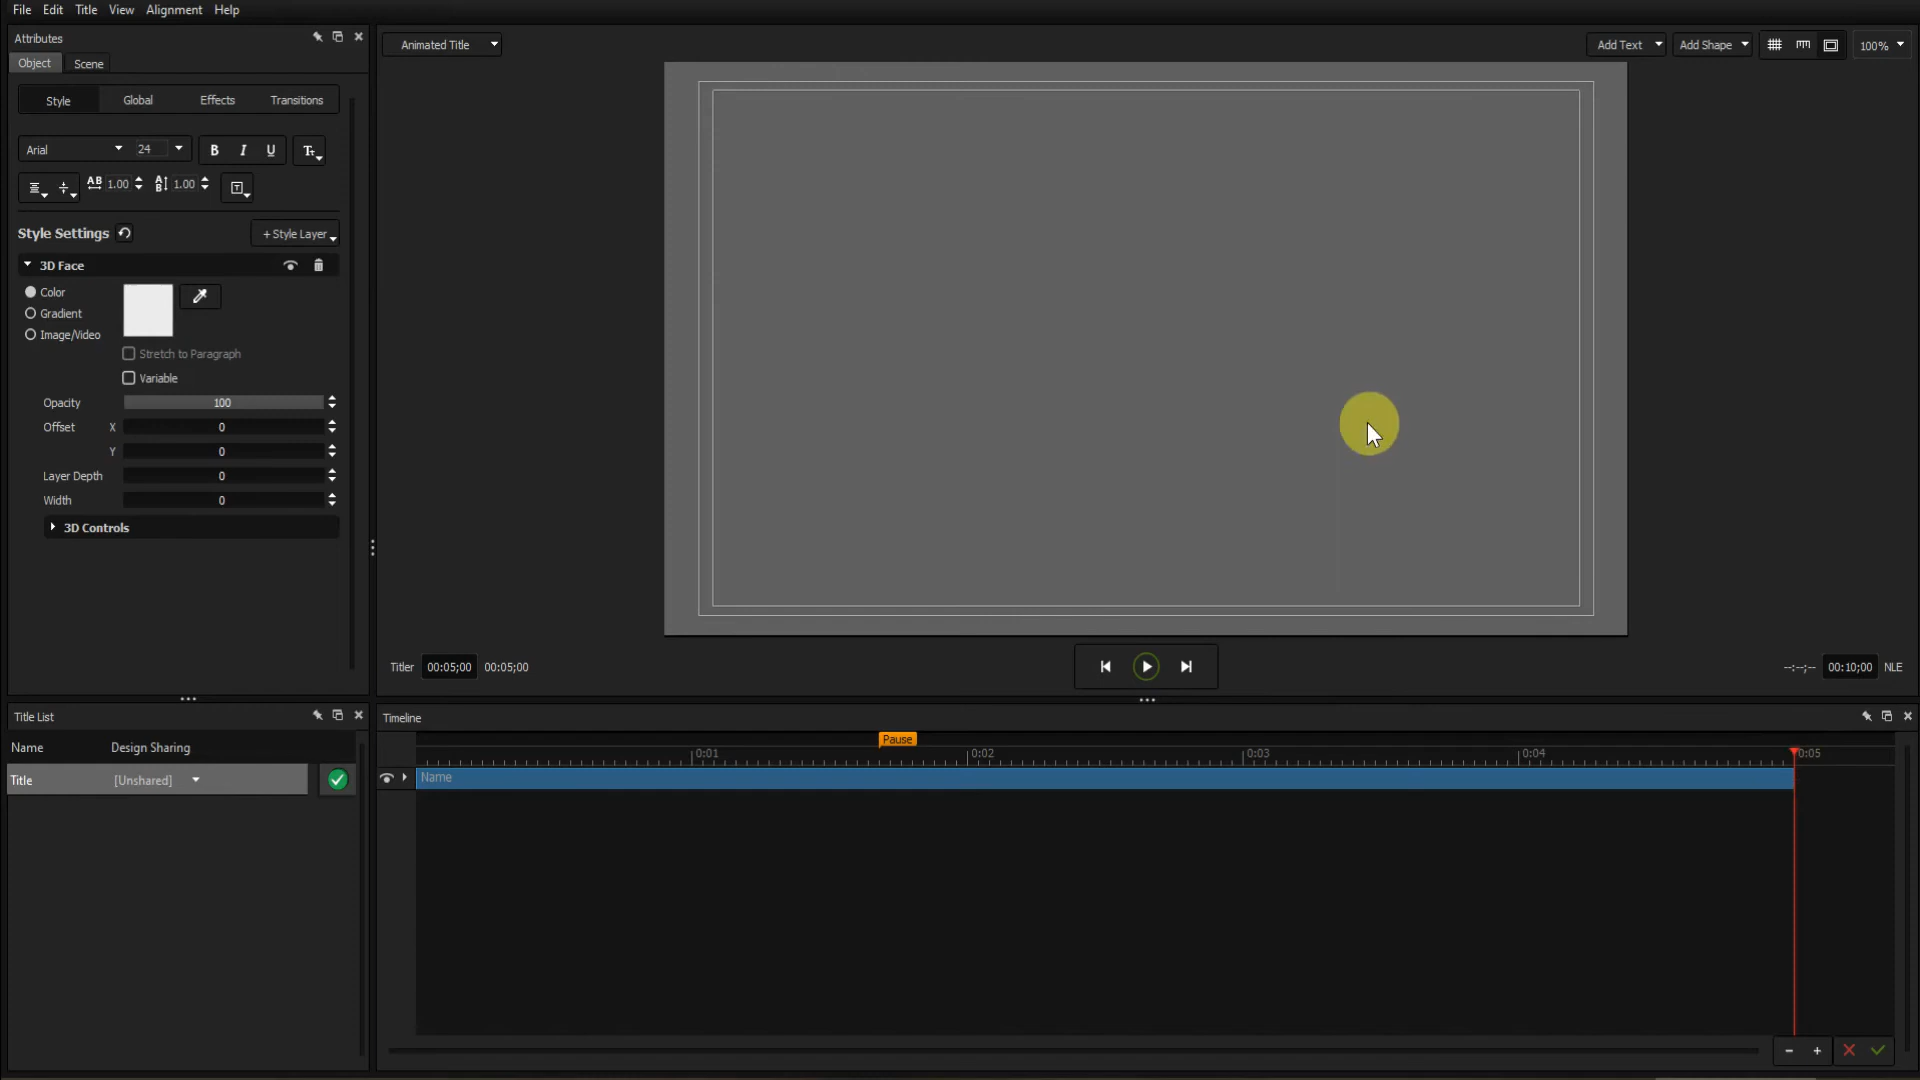 File Edit Title View Alignment Help
Attributes
Object Scene
Style Global Effects Transitions
Arial 24 B I U Tт
AB 1.00 AB 1.00 T
Style Settings + Style Layer
3D Face
Color
Gradient
Image/Video
Stretch to Paragraph
Variable
Opacity 100
Offset X 0
Y 0
Layer Depth 0
Width 0
3D Controls
Animated Title
Add Text Add Shape 100%
Titler 00:05;00 00:05;00
--:--;-- 00:10;00 NLE
Title List
Name Design Sharing
Title [Unshared]
Timeline
Pause
0:01 0:02 0:03 0:04 0:05
Name